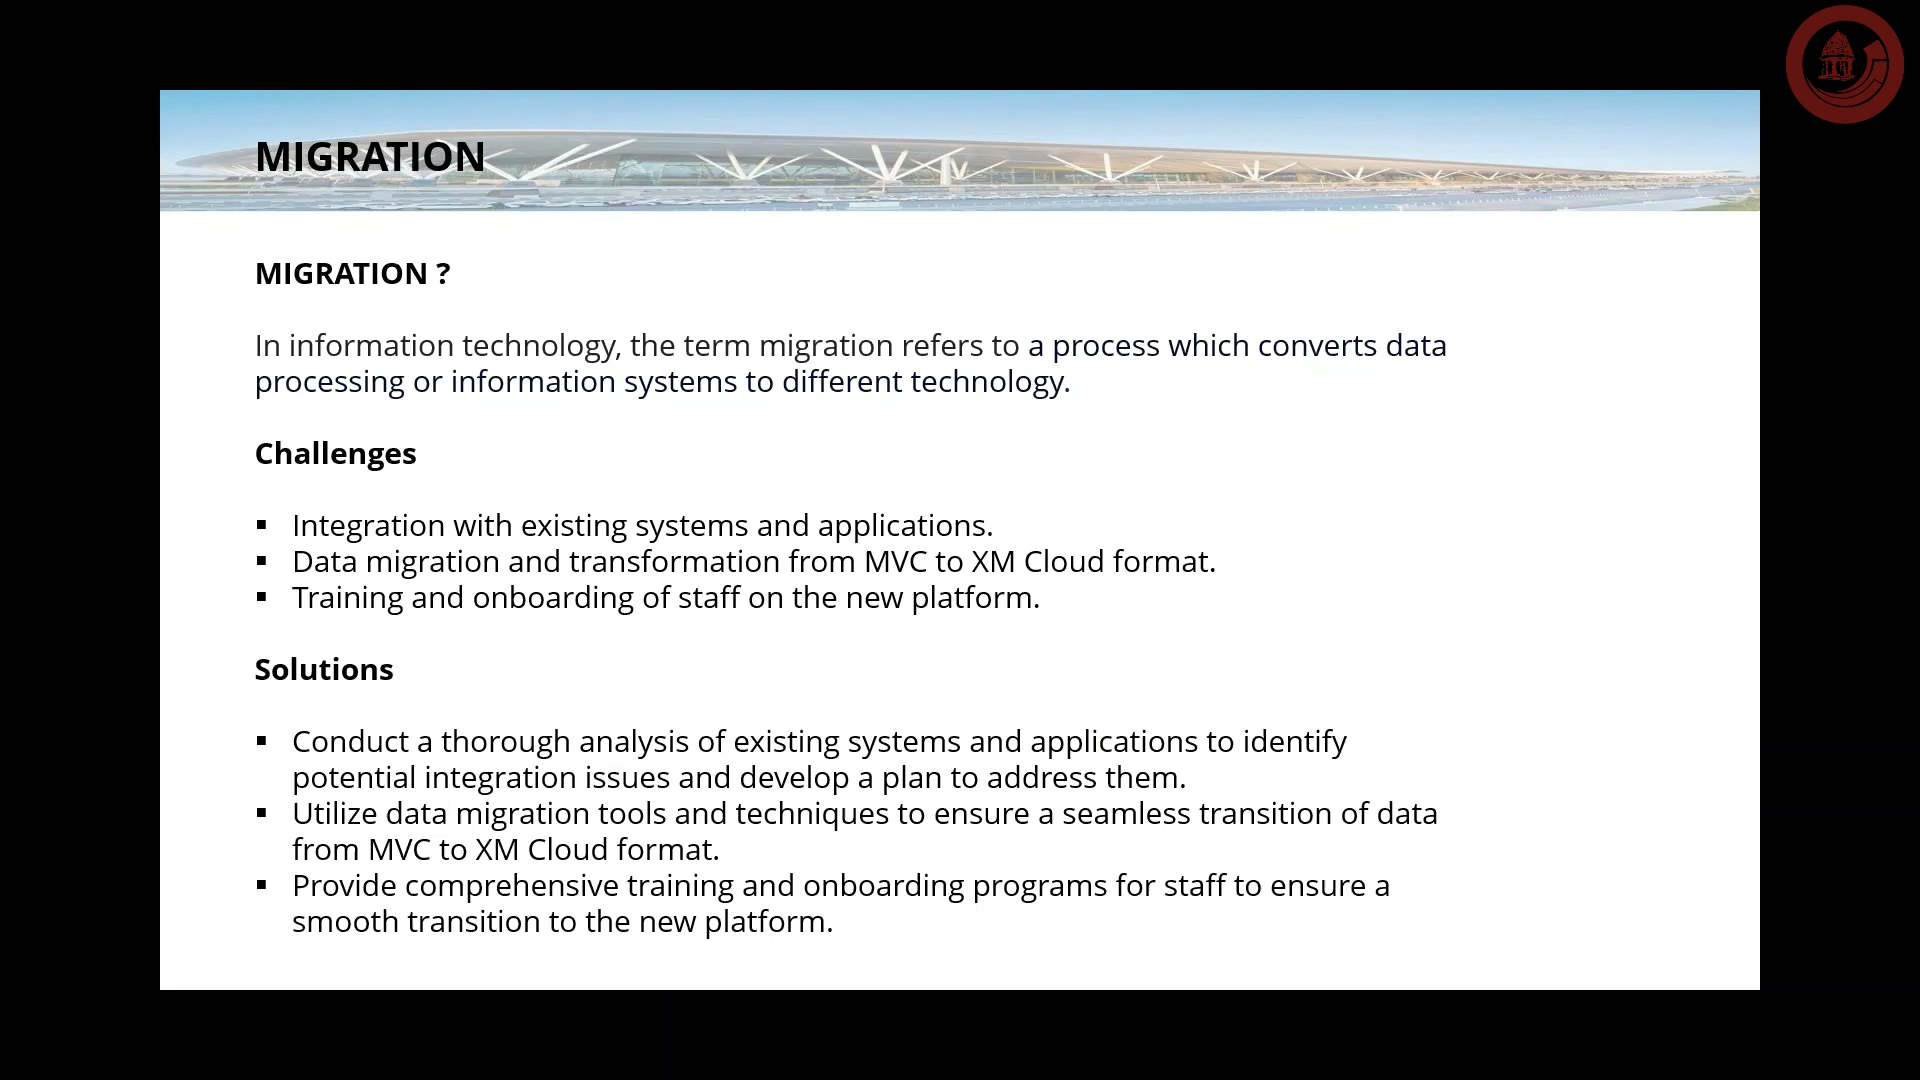 MIGRATION
MIGRATION ?
In information technology, the term migration refers to a process which converts data
processing or information systems to different technology.
Challenges
▪ Integration with existing systems and applications.
▪ Data migration and transformation from MVC to XM Cloud format.
▪ Training and onboarding of staff on the new platform.
Solutions
▪ Conduct a thorough analysis of existing systems and applications to identify
potential integration issues and develop a plan to address them.
▪ Utilize data migration tools and techniques to ensure a seamless transition of data
from MVC to XM Cloud format.
▪ Provide comprehensive training and onboarding programs for staff to ensure a
smooth transition to the new platform.